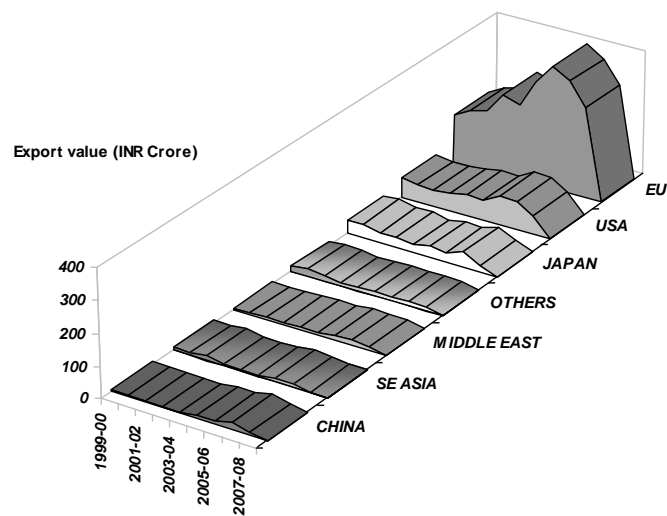 Export value (INR Crore)
400
300
200
100
0
1999-00
2001-02
2003-04
2005-06
2007-08
CHINA
SE ASIA
MIDDLE EAST
OTHERS
JAPAN
USA
EU